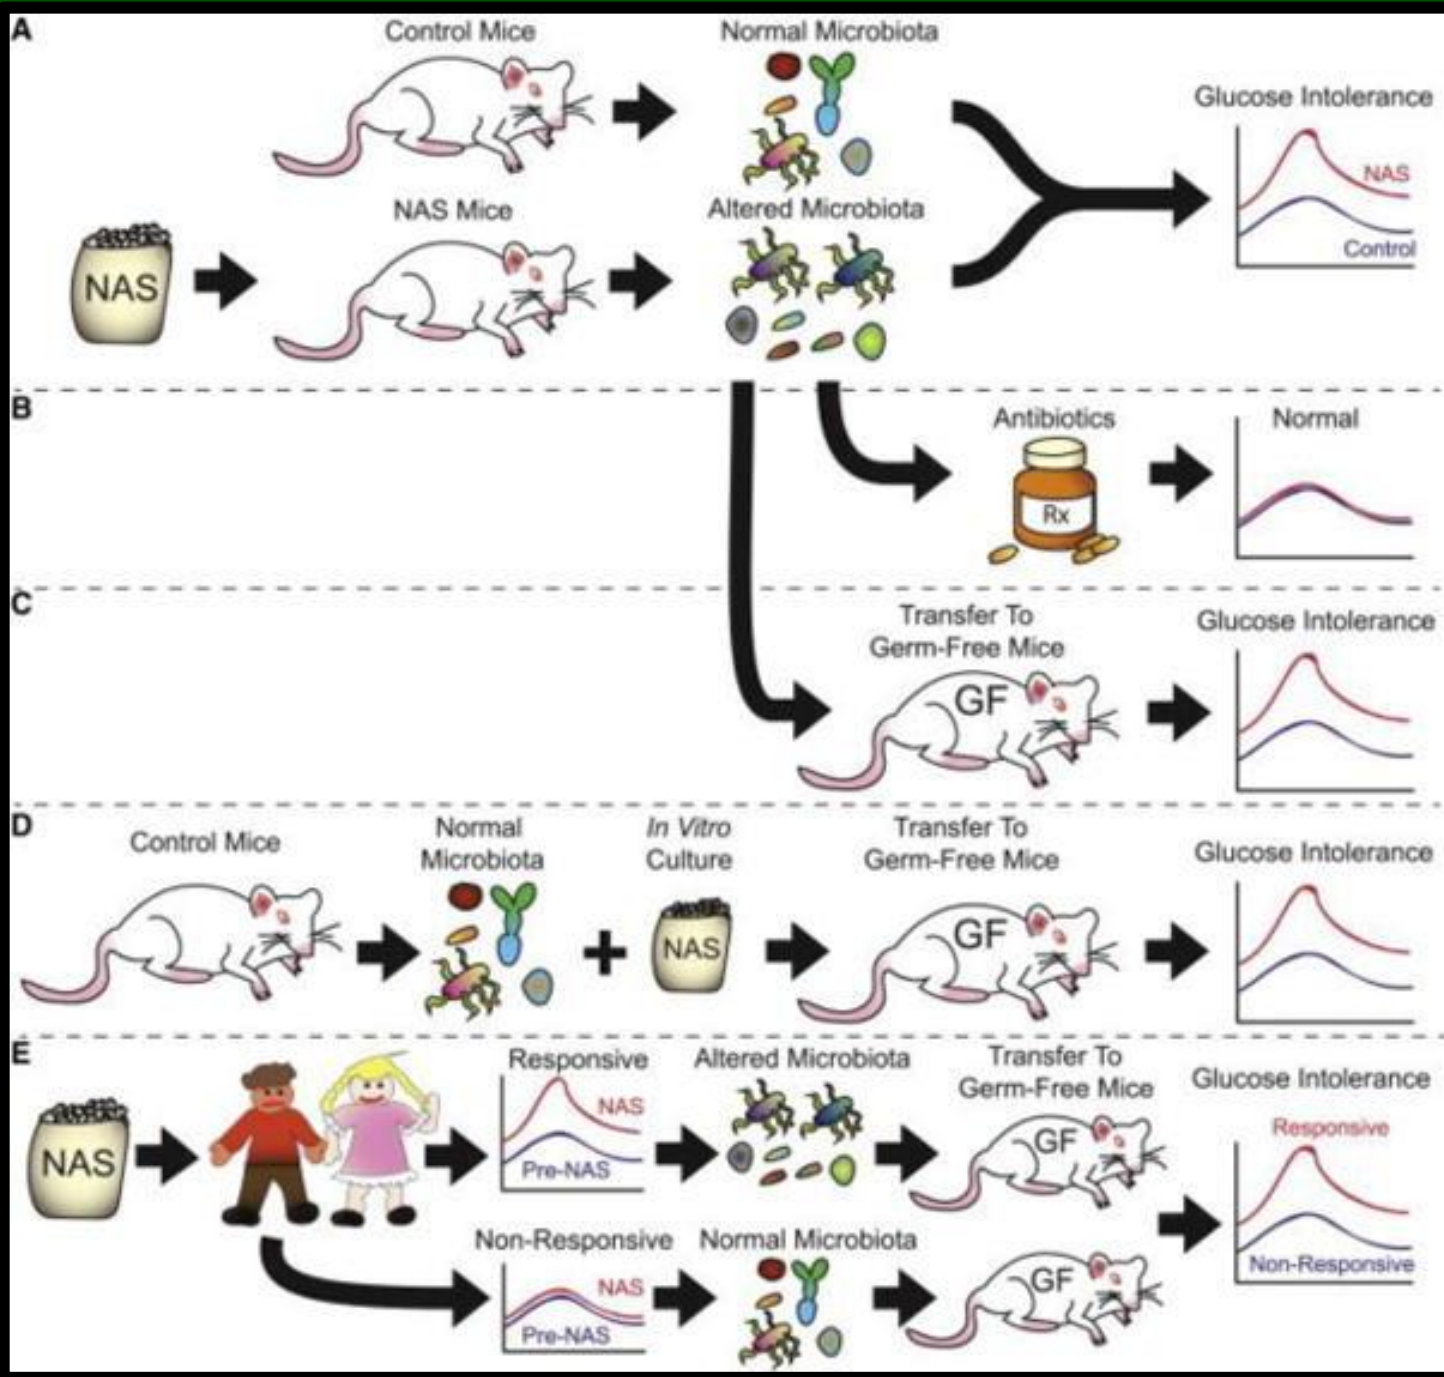 A
Control Mice
Normal Microbiota
Glucose Intolerance
NAS
Control
NAS Mice
Altered Microbiota
NAS
B
Antibiotics
Rx
Normal
C
Transfer To
Germ-Free Mice
GF
Glucose Intolerance
D
Control Mice
Normal
Microbiota
In Vitro
Culture
NAS
Transfer To
Germ-Free Mice
GF
Glucose Intolerance
E
NAS
Responsive
NAS
Pre-NAS
Altered Microbiota
Transfer To
Germ-Free Mice
GF
Glucose Intolerance
Responsive
Non-Responsive
Non-Responsive
NAS
Pre-NAS
Normal Microbiota
GF